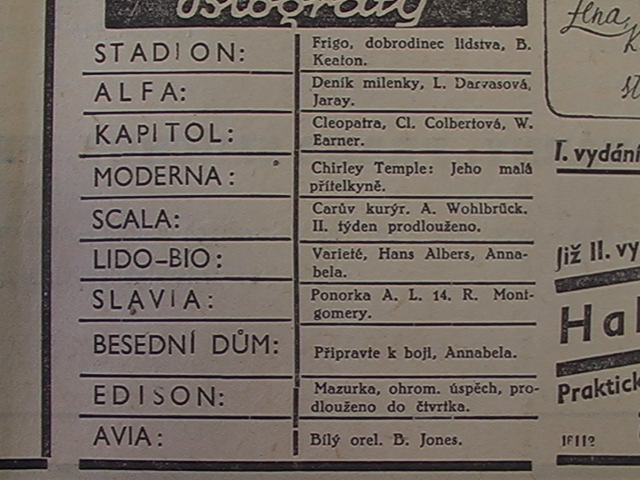 STADION:
Frigo, dobrodinec lidstva, B.
Keaton.
ALFA:
Deník milenky, L. Darvasová,
Jaray.
KAPITOL:
Cleopatra, Cl. Colbertová, W.
Earner.
MODERNA:
Chirley Temple: Jeho malá
přítelkyně.
SCALA:
Carův kurýr. A. Wohlbrück.
II. týden prodlouženo.
LIDO-BIO:
Varieté, Hans Albers, Anna-
bela.
SLAVIA:
Ponorka A. L. 14. R. Mont-
gomery.
BESEDNÍ DŮM:
Připravte k boji, Annabela.
EDISON:
Mazurka, ohrom. úspěch, pro-
dlouženo do čtvrtka.
AVIA:
Bílý orel. B. Jones.
I. vydání
Již II. vy
Hal
Praktick